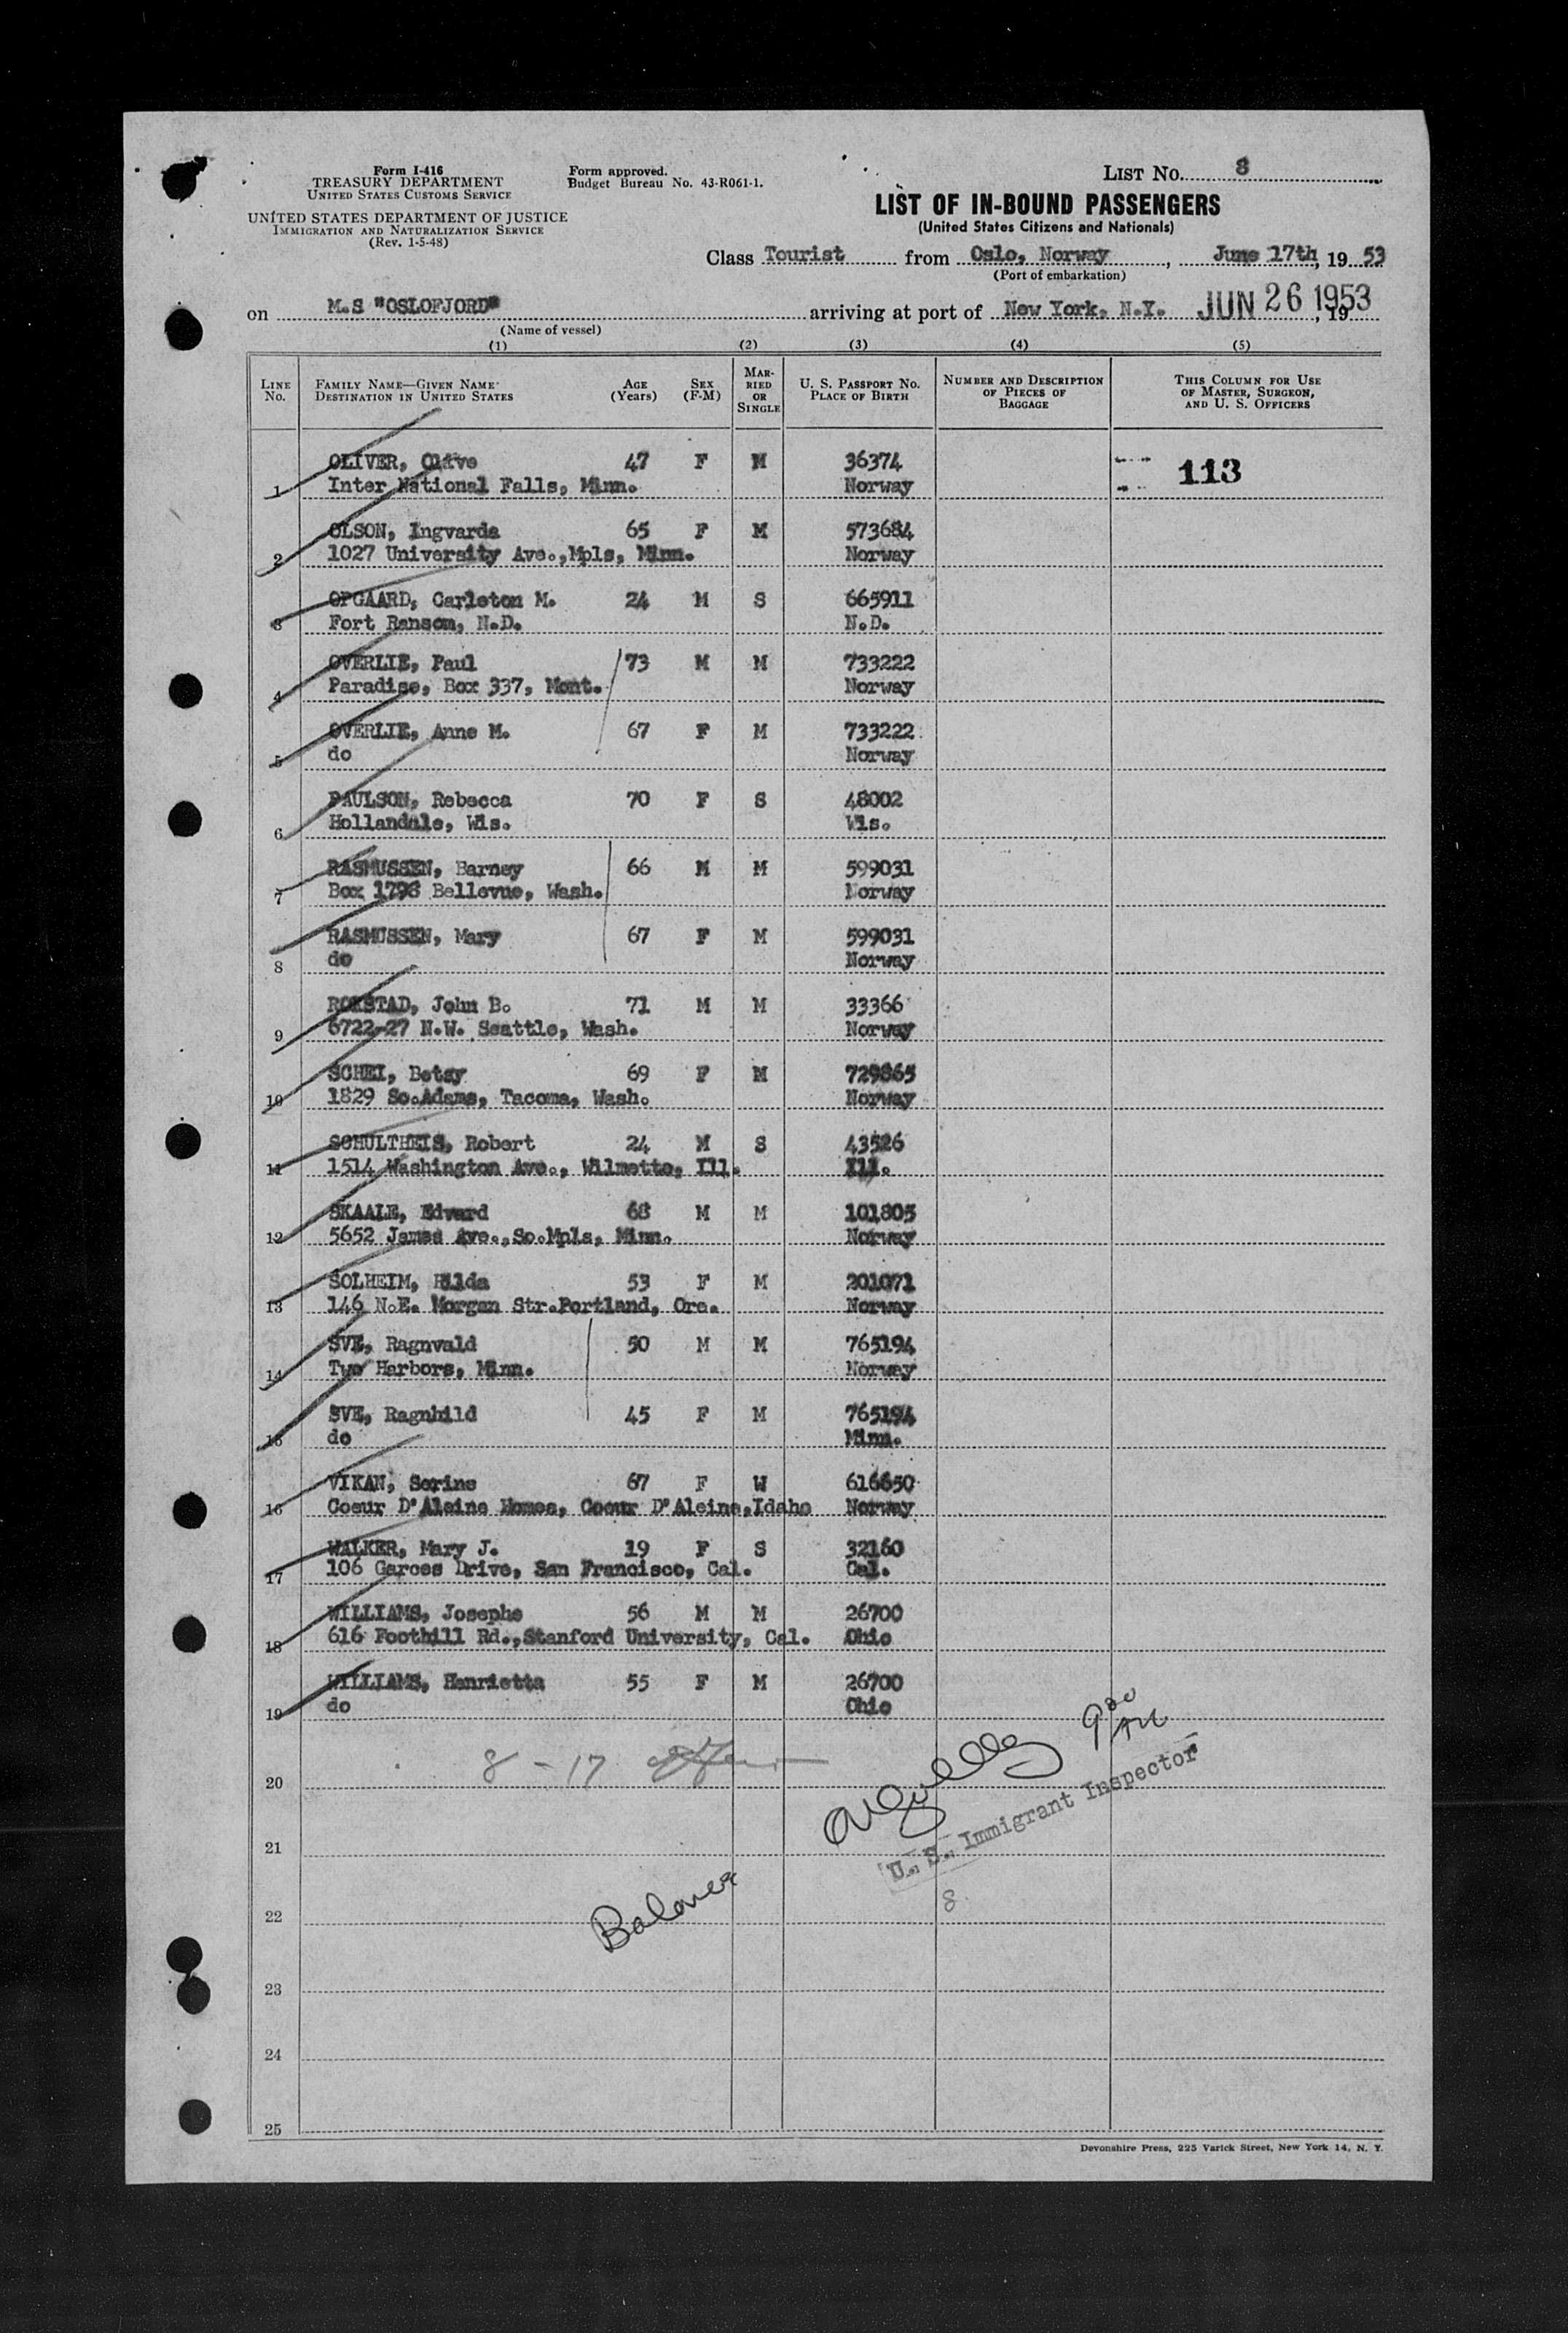 Form I-416
TREASURY DEPARTMENT
UNITED STATES CUSTOMS SERVICE
UNITED STATES DEPARTMENT OF JUSTICE
IMMIGRATION AND NATURALIZATION SERVICE
(Rev. 1-5-48)
Form approved.
Budget Bureau No. 43-R061-1.
LIST NO. 8
LIST OF IN-BOUND PASSENGERS
(United States Citizens and Nationals)
Class Tourist from Oslo, Norway, June 17th, 19 53
(Port of embarkation)
on M.S "OSLOFJORD" arriving at port of New York, N.Y. JUN 26 1953, 19
(Name of vessel)
(1) (2) (3) (4) (5)
LINE NO. FAMILY NAME—GIVEN NAME DESTINATION IN UNITED STATES AGE (Years) SEX (F-M) MARRIED OR SINGLE U. S. PASSPORT NO. PLACE OF BIRTH NUMBER AND DESCRIPTION OF PIECES OF BAGGAGE THIS COLUMN FOR USE OF MASTER, SURGEON, AND U. S. OFFICERS
OLIVER, Olive 47 F M 36374 113
1 Inter National Falls, Minn. Norway
OLSON, Ingvarda 65 F M 573684
2 1027 University Ave.,Mpls, Minn. Norway
OPGAARD, Carleton M. 24 M S 665911
3 Fort Ransom, N.D. N.D.
OVERLIE, Paul 73 M M 733222
4 Paradise, Box 337, Mont. Norway
OVERLIE, Anne M. 67 F M 733222
5 do Norway
PAULSON, Rebecca 70 F S 48002
6 Hollandale, Wis. Wis.
RASMUSSEN, Barney 66 M M 599031
7 Box 1798 Bellevue, Wash. Norway
RASMUSSEN, Mary 67 F M 599031
8 do Norway
ROKSTAD, John B. 71 M M 33366
9 6722-27 N.W. Seattle, Wash. Norway
SCHEI, Betsy 69 F M 729865
10 1829 So.Adams, Tacoma, Wash. Norway
SCHULTHEIS, Robert 24 M S 43526
11 1514 Washington Ave., Wilmette, Ill. Ill.
SKAALE, Edvard 68 M M 101805
12 5652 James Ave.,So.Mpls, Minn. Norway
SOLHEIM, Hilda 53 F M 201071
13 146 N.E. Morgan Str.Portland, Ore. Norway
SVE, Ragnvald 50 M M 765194
14 Two Harbors, Minn. Norway
SVE, Ragnhild 45 F M 765194
15 do Minn.
VIKAN, Serine 67 F W 616650
16 Coeur D'Aleine Homes, Coeur D'Aleine,Idaho Norway
WALKER, Mary J. 19 F S 32160
17 106 Garces Drive, San Francisco, Cal. Cal.
WILLIAMS, Josephe 56 M M 26700
18 616 Foothill Rd.,Stanford University, Cal. Ohio
WILLIAMS, Henrietta 55 F M 26700
19 do Ohio
8 - 17
20
U. S. Immigrant Inspector
21
8
22
23
24
25
Devonshire Press, 225 Varick Street, New York 14, N. Y.